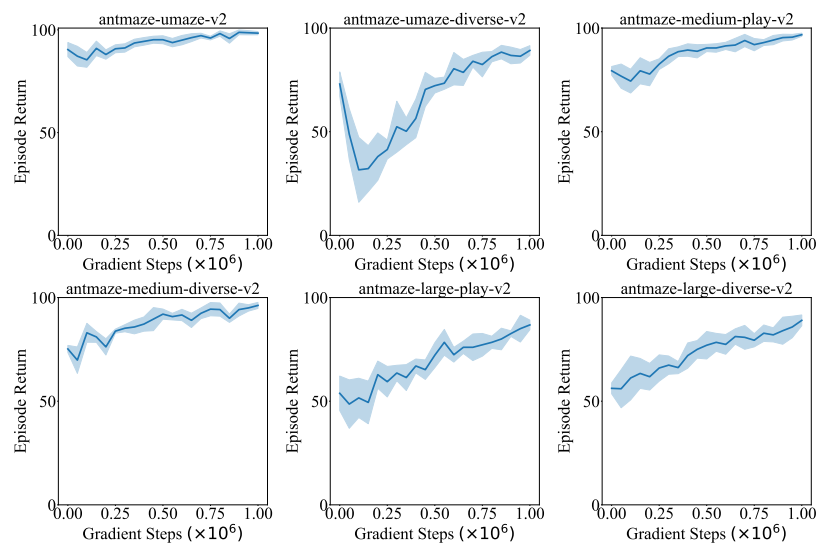 antmaze-umaze-v2
100
50
0
Episode Return
0.00 0.25 0.50 0.75 1.00
Gradient Steps (×10⁶)
antmaze-umaze-diverse-v2
100
50
0
Episode Return
0.00 0.25 0.50 0.75 1.00
Gradient Steps (×10⁶)
antmaze-medium-play-v2
100
50
0
Episode Return
0.00 0.25 0.50 0.75 1.00
Gradient Steps (×10⁶)
antmaze-medium-diverse-v2
100
50
0
Episode Return
0.00 0.25 0.50 0.75 1.00
Gradient Steps (×10⁶)
antmaze-large-play-v2
100
50
0
Episode Return
0.00 0.25 0.50 0.75 1.00
Gradient Steps (×10⁶)
antmaze-large-diverse-v2
100
50
0
Episode Return
0.00 0.25 0.50 0.75 1.00
Gradient Steps (×10⁶)